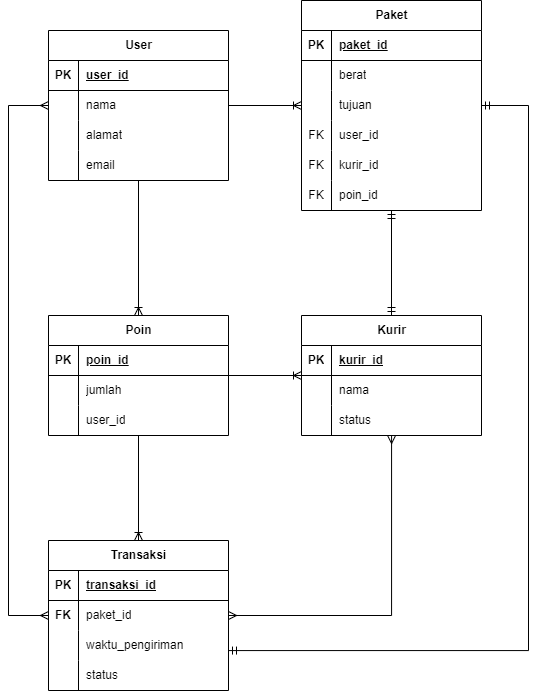 Paket
PK paket_id
berat
tujuan
FK user_id
FK kurir_id
FK poin_id
User
PK user_id
nama
alamat
email
Poin
PK poin_id
jumlah
user_id
Kurir
PK kurir_id
nama
status
Transaksi
PK transaksi_id
FK paket_id
waktu_pengiriman
status